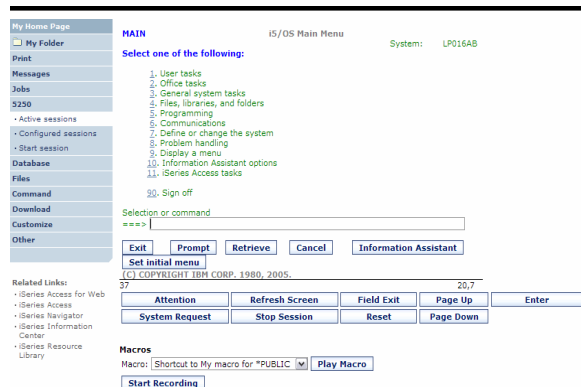 My Home Page
My Folder
Print
Messages
Jobs
5250
• Active sessions
• Configured sessions
• Start session
Database
Files
Command
Download
Customize
Other
Related Links:
• iSeries Access for Web
• iSeries Access
• iSeries Navigator
• iSeries Information
Center
• iSeries Resource
Library
MAIN i5/OS Main Menu
System: LP016AB
Select one of the following:
1. User tasks
2. Office tasks
3. General system tasks
4. Files, libraries, and folders
5. Programming
6. Communications
7. Define or change the system
8. Problem handling
9. Display a menu
10. Information Assistant options
11. iSeries Access tasks
90. Sign off
Selection or command
===>
Exit Prompt Retrieve Cancel Information Assistant
Set initial menu
(C) COPYRIGHT IBM CORP. 1980, 2005.
37 20,7
Attention Refresh Screen Field Exit Page Up Enter
System Request Stop Session Reset Page Down
Macros
Macro: Shortcut to My macro for *PUBLIC Play Macro
Start Recording